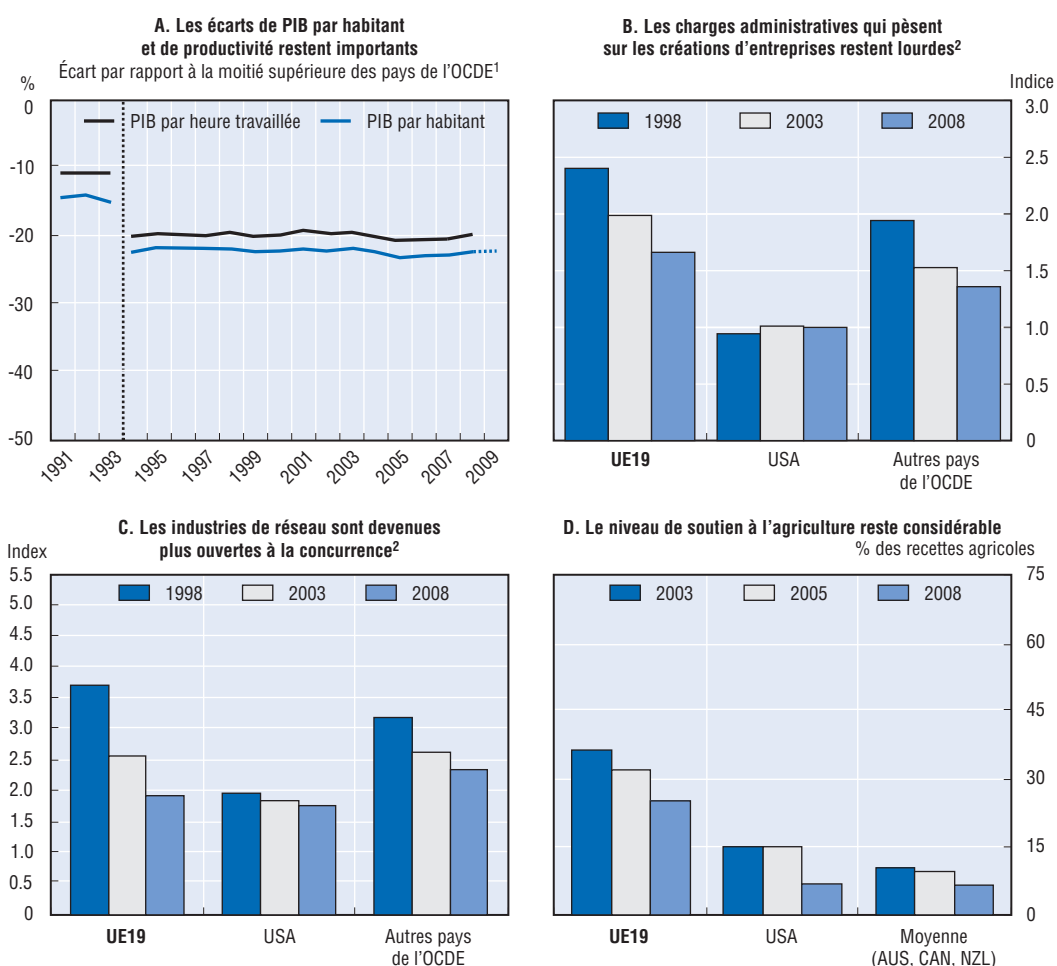 A. Les écarts de PIB par habitant
et de productivité restent importants
Écart par rapport à la moitié supérieure des pays de l'OCDE¹
%
PIB par heure travaillée PIB par habitant
0
-10
-20
-30
-40
-50
1991 1993 1995 1997 1999 2001 2003 2005 2007 2009
B. Les charges administratives qui pèsent
sur les créations d'entreprises restent lourdes²
Indice
1998 2003 2008
3.0
2.5
2.0
1.5
1.0
0.5
0
UE19 USA Autres pays
de l'OCDE
C. Les industries de réseau sont devenues
plus ouvertes à la concurrence²
Index
1998 2003 2008
5.5
5.0
4.5
4.0
3.5
3.0
2.5
2.0
1.5
1.0
0.5
0
UE19 USA Autres pays
de l'OCDE
D. Le niveau de soutien à l'agriculture reste considérable
% des recettes agricoles
2003 2005 2008
75
60
45
30
15
0
UE19 USA Moyenne
(AUS, CAN, NZL)